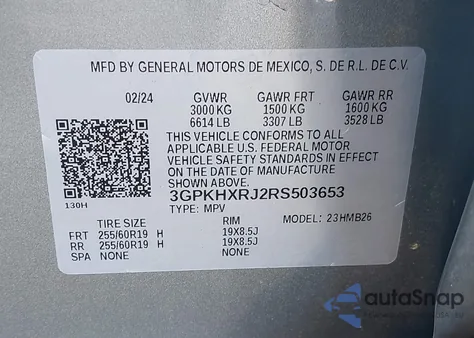 MFD BY GENERAL MOTORS DE MEXICO, S. DE R.L. DE C.V.
02/24 GVWR GAWR FRT GAWR RR
3000 KG 1500 KG 1600 KG
6614 LB 3307 LB 3528 LB
THIS VEHICLE CONFORMS TO ALL
APPLICABLE U.S. FEDERAL MOTOR
VEHICLE SAFETY STANDARDS IN EFFECT
ON THE DATE OF MANUFACTURE SHOWN ABOVE.
3GPKHXRJ2RS503653
130H
TYPE: MPV MODEL: 23HMB26
TIRE SIZE RIM
FRT 255/60R19 H 19X8.5J
RR 255/60R19 H 19X8.5J
SPA NONE NONE
autoSnap